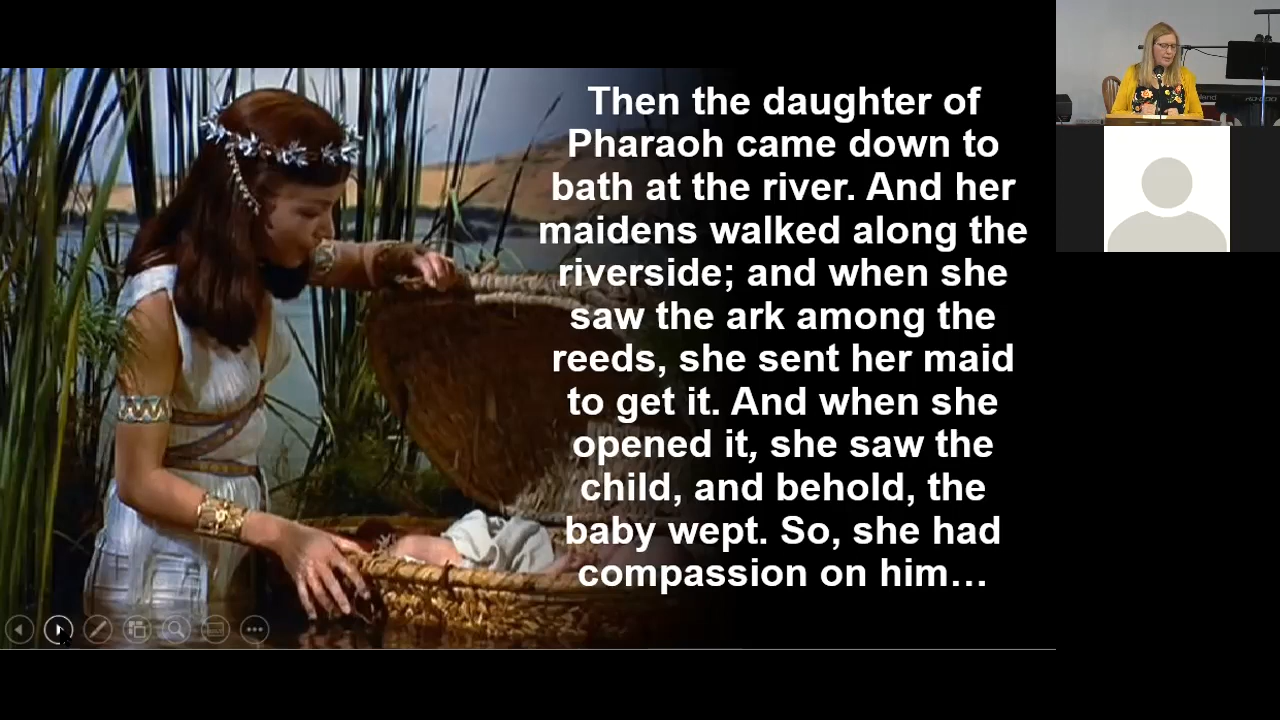 Then the daughter of
Pharaoh came down to
bath at the river. And her
maidens walked along the
riverside; and when she
saw the ark among the
reeds, she sent her maid
to get it. And when she
opened it, she saw the
child, and behold, the
baby wept. So, she had
compassion on him…